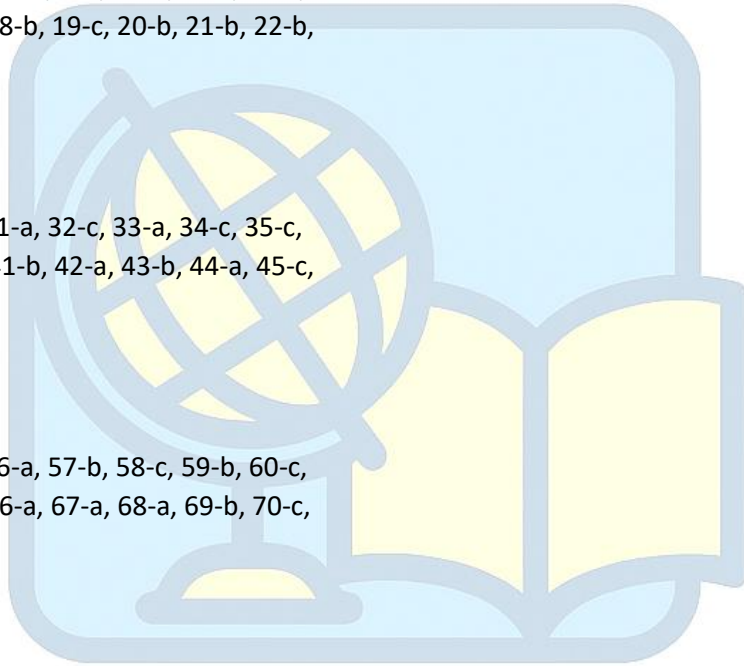 8-b, 19-c, 20-b, 21-b, 22-b,
1-a, 32-c, 33-a, 34-c, 35-c,
1-b, 42-a, 43-b, 44-a, 45-c,
6-a, 57-b, 58-c, 59-b, 60-c,
6-a, 67-a, 68-a, 69-b, 70-c,